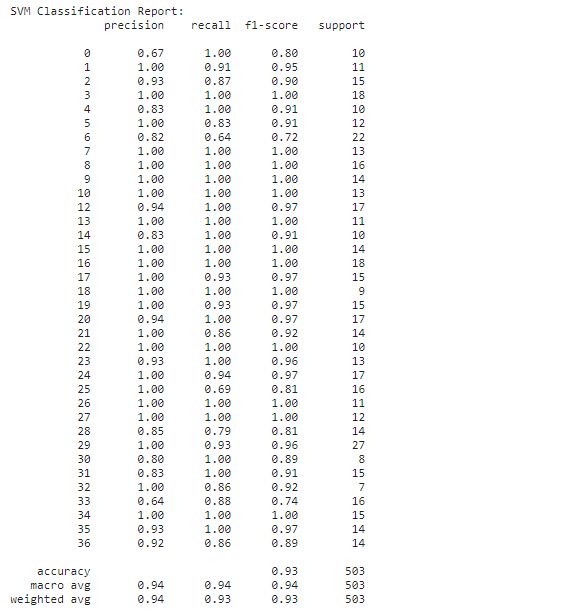 SVM Classification Report:
precision recall f1-score support
0 0.67 1.00 0.80 10
1 1.00 0.91 0.95 11
2 0.93 0.87 0.90 15
3 1.00 1.00 1.00 18
4 0.83 1.00 0.91 10
5 1.00 0.83 0.91 12
6 0.82 0.64 0.72 22
7 1.00 1.00 1.00 13
8 1.00 1.00 1.00 16
9 1.00 1.00 1.00 14
10 1.00 1.00 1.00 13
12 0.94 1.00 0.97 17
13 1.00 1.00 1.00 11
14 0.83 1.00 0.91 10
15 1.00 1.00 1.00 14
16 1.00 1.00 1.00 18
17 1.00 0.93 0.97 15
18 1.00 1.00 1.00 9
19 1.00 0.93 0.97 15
20 0.94 1.00 0.97 17
21 1.00 0.86 0.92 14
22 1.00 1.00 1.00 10
23 0.93 1.00 0.96 13
24 1.00 0.94 0.97 17
25 1.00 0.69 0.81 16
26 1.00 1.00 1.00 11
27 1.00 1.00 1.00 12
28 0.85 0.79 0.81 14
29 1.00 0.93 0.96 27
30 0.80 1.00 0.89 8
31 0.83 1.00 0.91 15
32 1.00 0.86 0.92 7
33 0.64 0.88 0.74 16
34 1.00 1.00 1.00 15
35 0.93 1.00 0.97 14
36 0.92 0.86 0.89 14
accuracy 0.93 503
macro avg 0.94 0.94 0.94 503
weighted avg 0.94 0.93 0.93 503